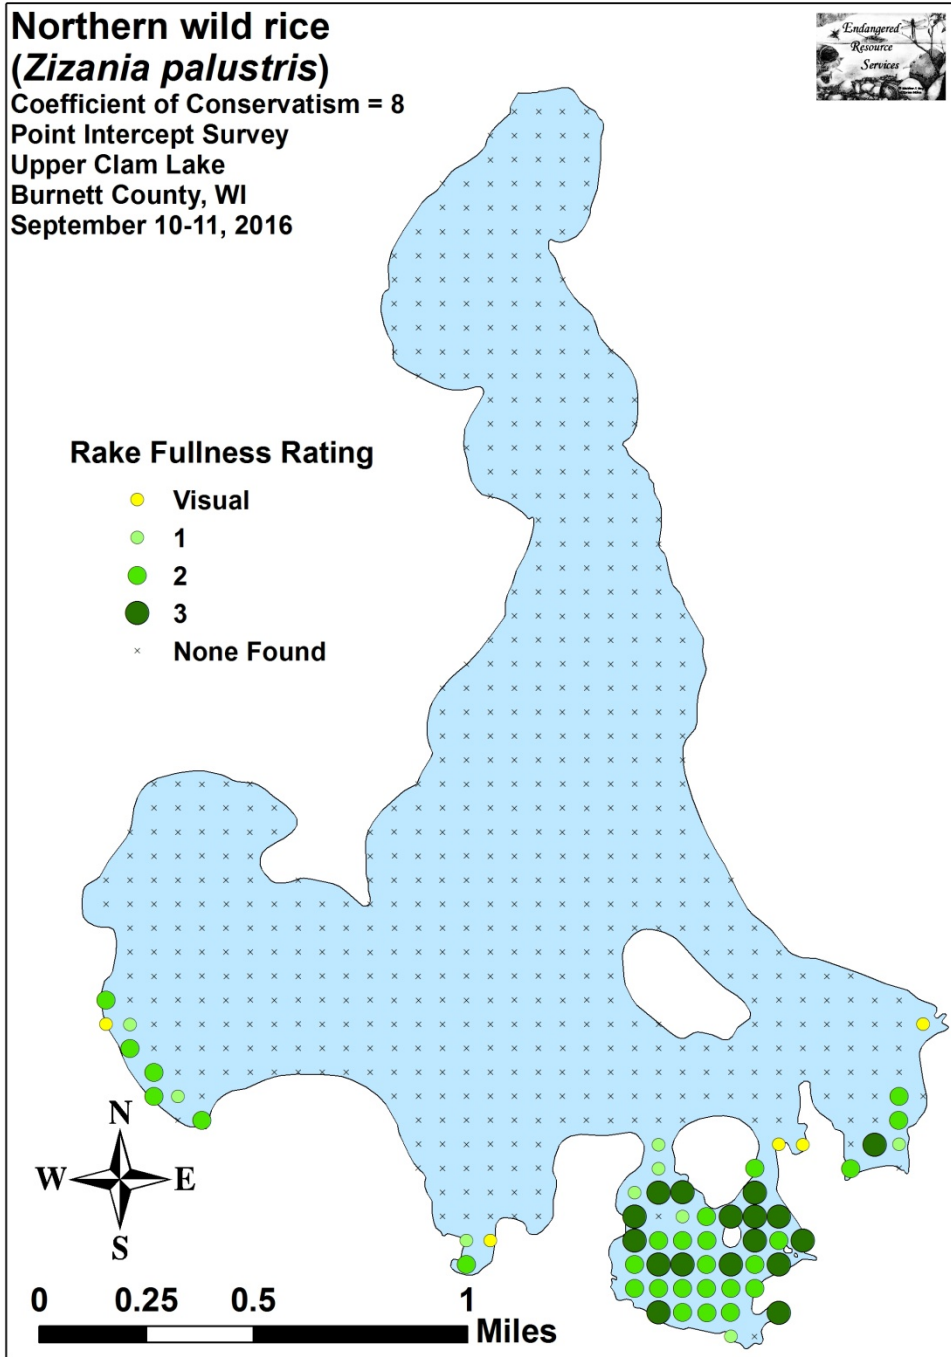 Northern wild rice
(Zizania palustris)
Coefficient of Conservatism = 8
Point Intercept Survey
Upper Clam Lake
Burnett County, WI
September 10-11, 2016
Endangered
Resource
Services
Rake Fullness Rating
Visual
1
2
3
None Found
N
W E
S
0 0.25 0.5 1
Miles